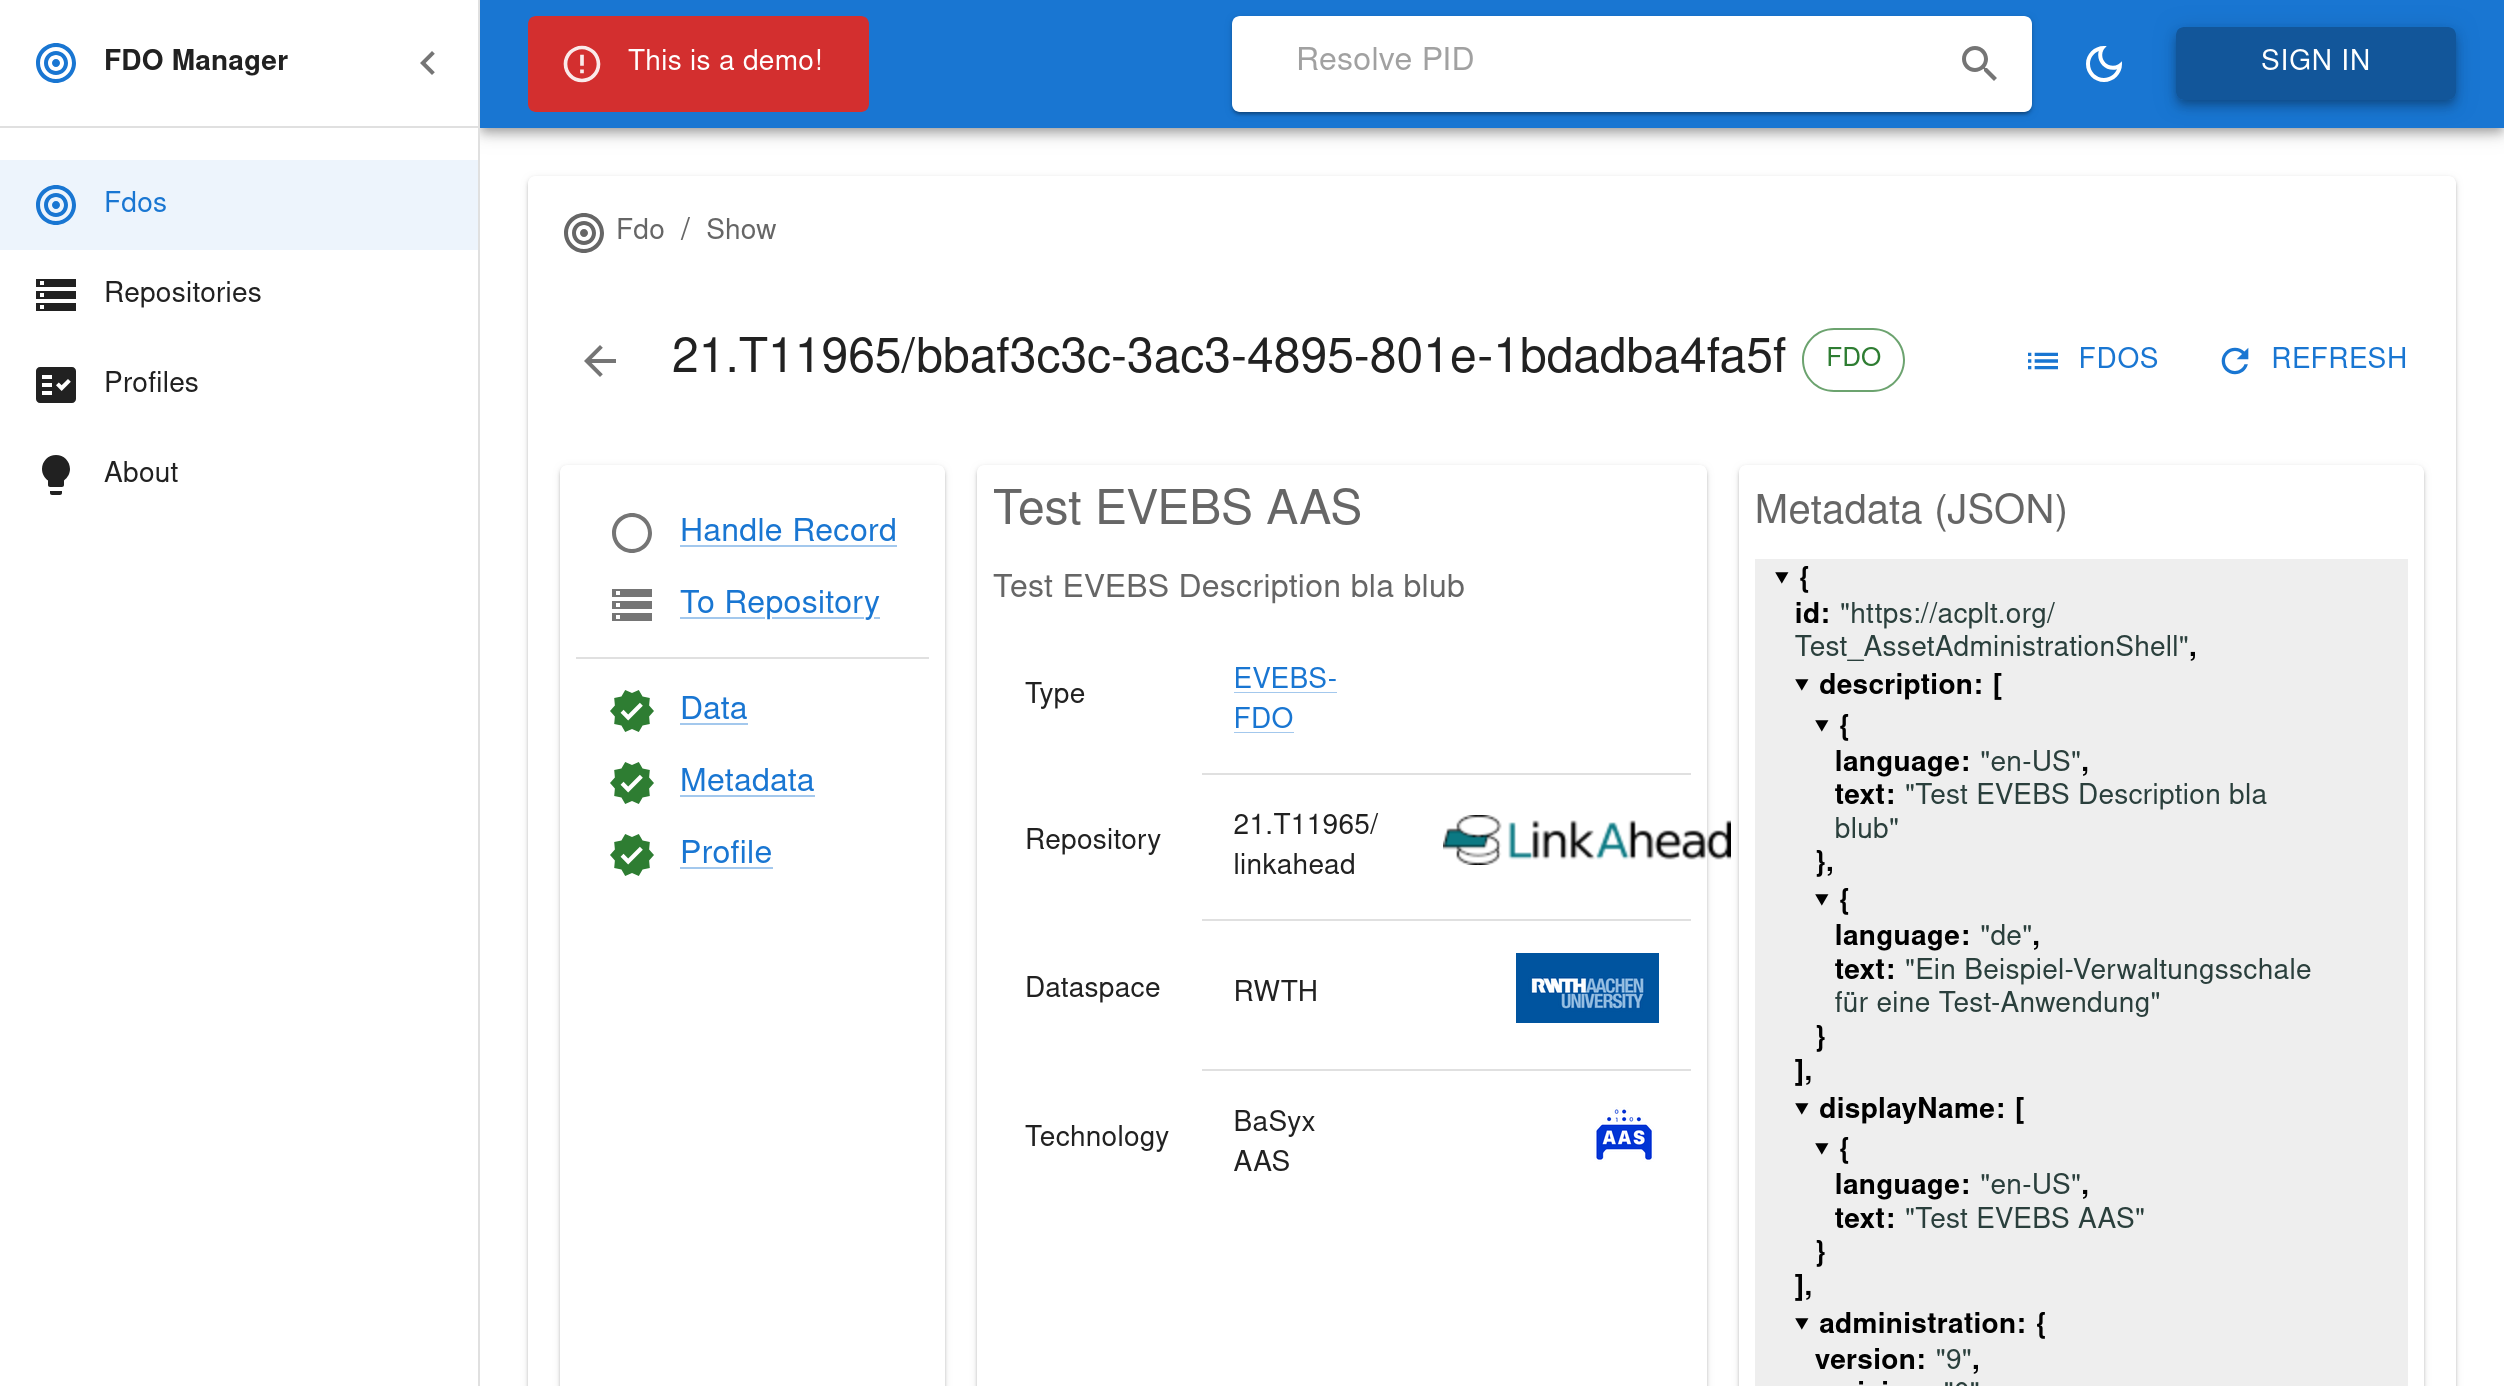 FDO Manager
This is a demo!
Resolve PID
SIGN IN
Fdos
Repositories
Profiles
About
Fdo / Show
21.T11965/bbaf3c3c-3ac3-4895-801e-1bdadba4fa5f
FDO
FDOS
REFRESH
Handle Record
To Repository
Data
Metadata
Profile
Test EVEBS AAS
Test EVEBS Description bla blub
Type
EVEBS-
FDO
Repository
21.T11965/
linkahead
LinkAhead
Dataspace
RWTH
RWTHAACHEN
UNIVERSITY
Technology
BaSyx
AAS
AAS
Metadata (JSON)
{
id: "https://acplt.org/
Test_AssetAdministrationShell",
description: [
{
language: "en-US",
text: "Test EVEBS Description bla
blub"
},
{
language: "de",
text: "Ein Beispiel-Verwaltungsschale
für eine Test-Anwendung"
}
],
displayName: [
{
language: "en-US",
text: "Test EVEBS AAS"
}
],
administration: {
version: "9",